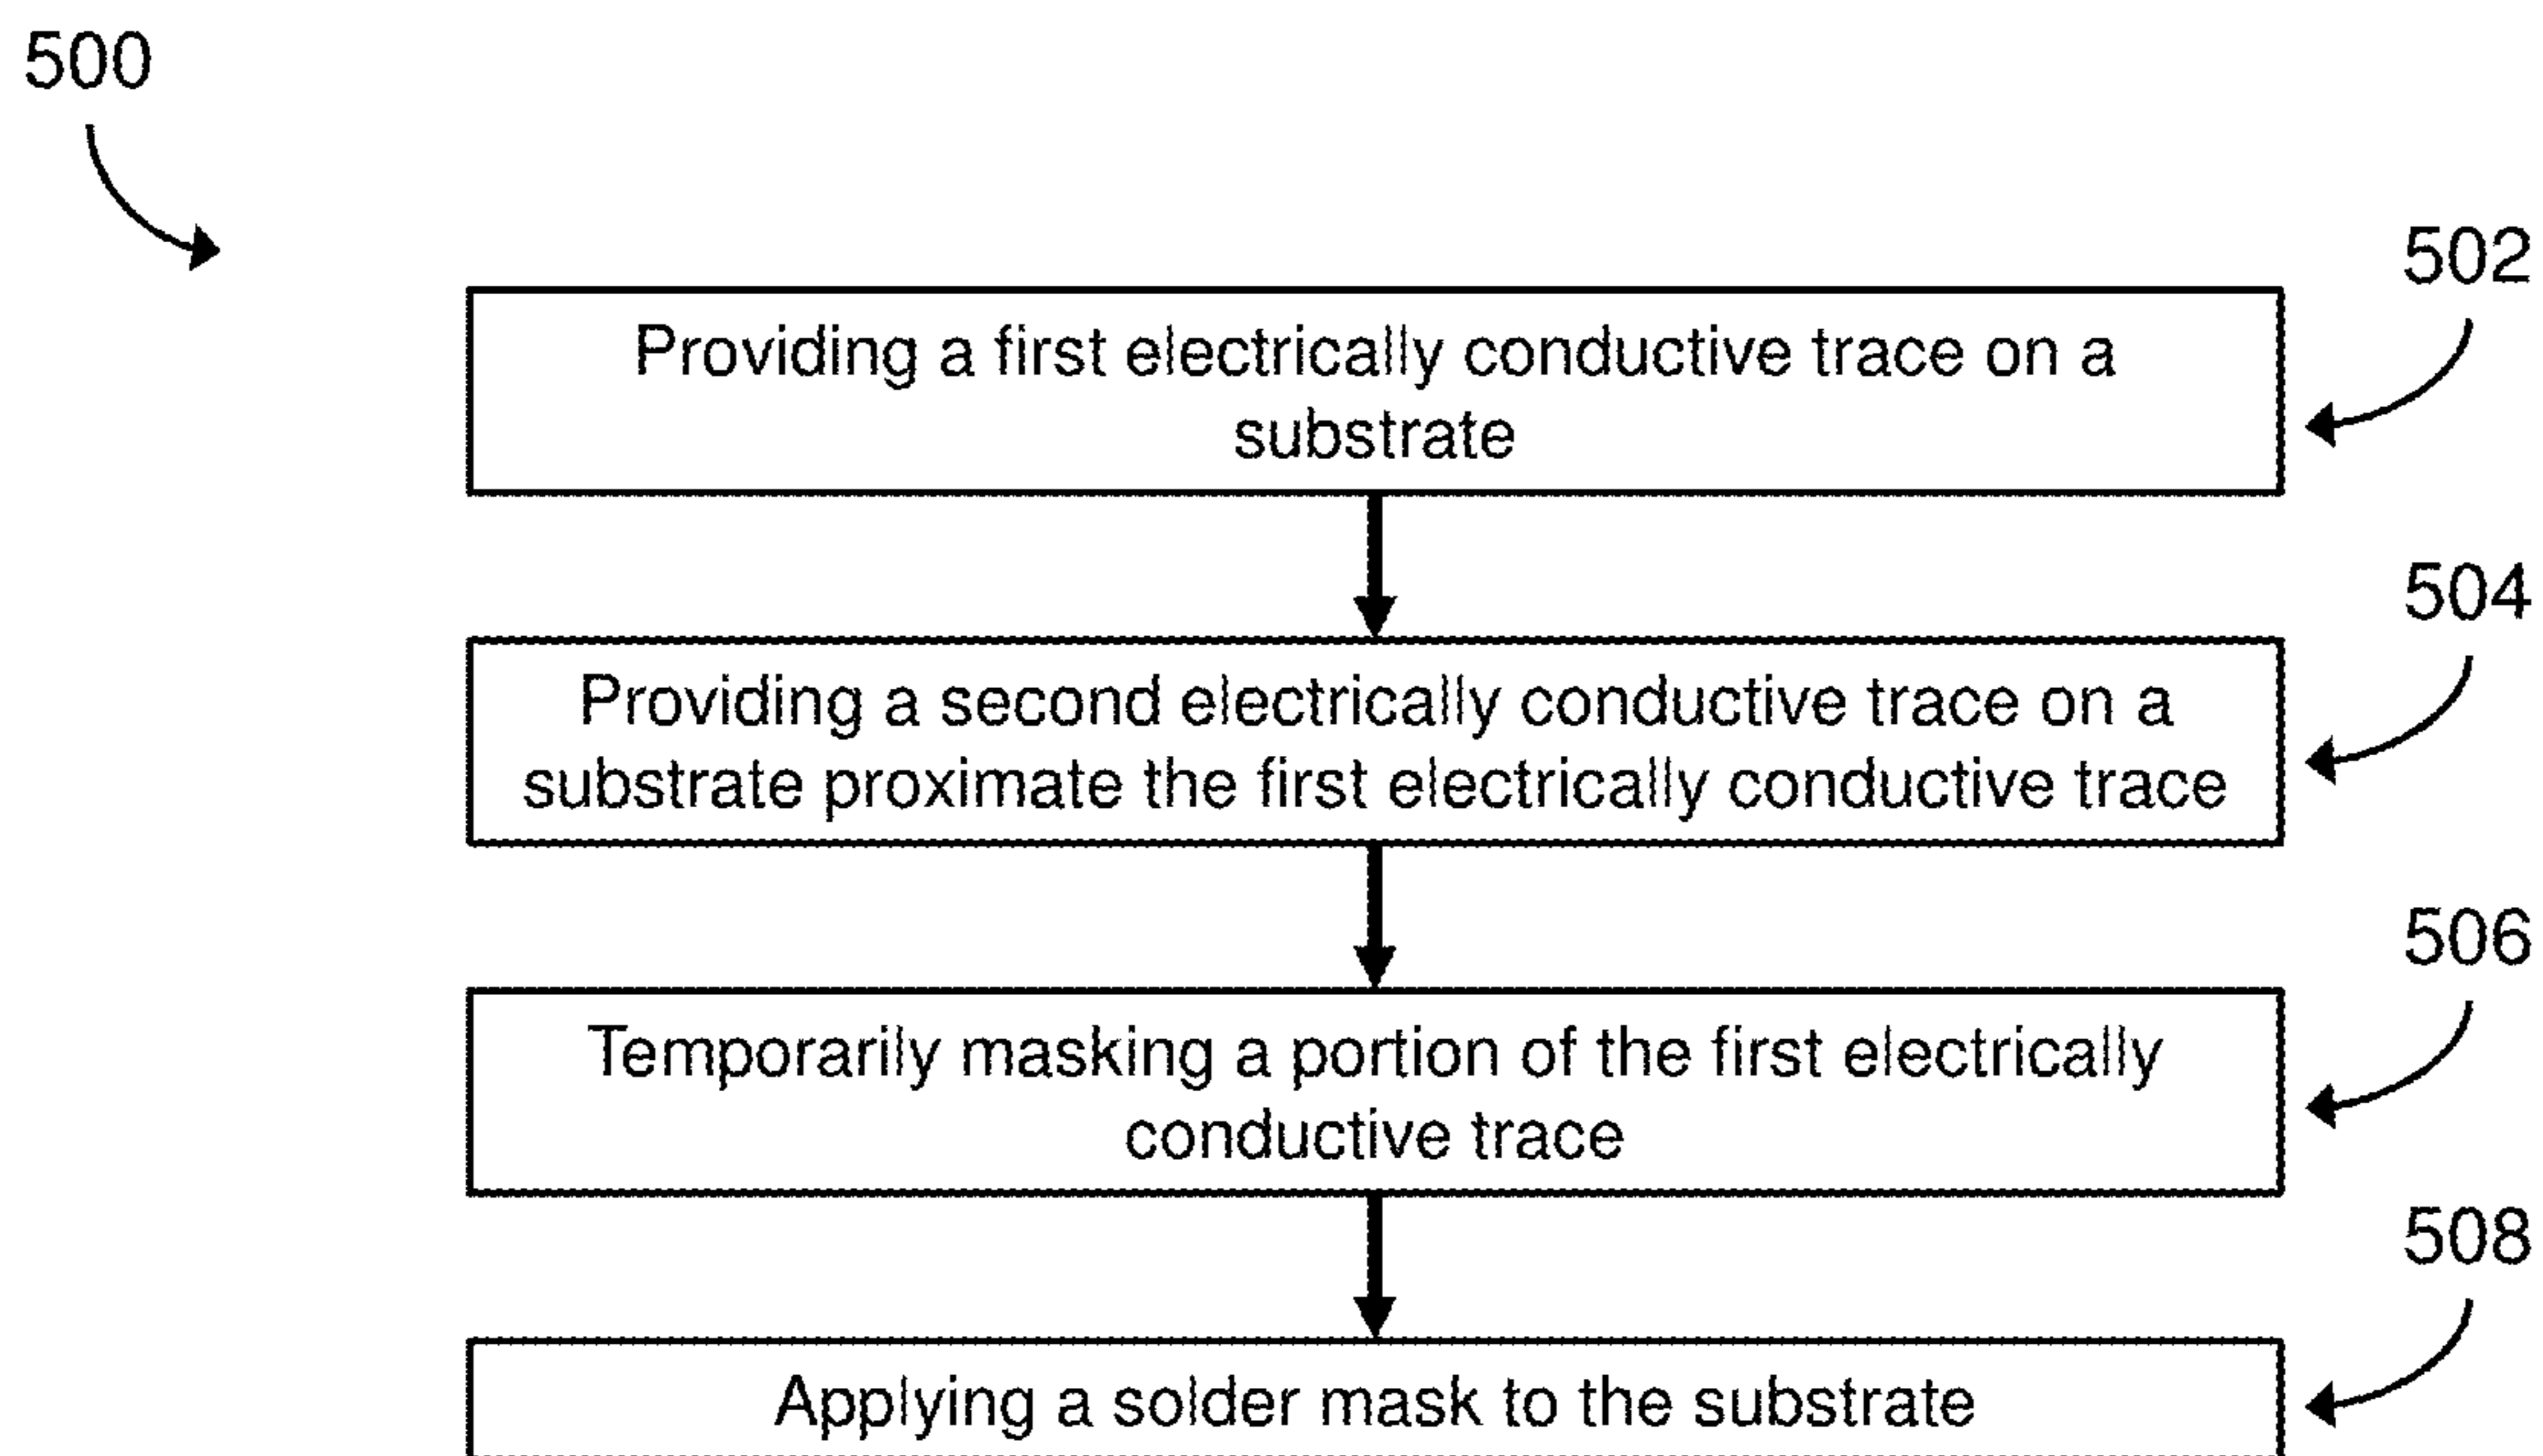 500
502
Providing a first electrically conductive trace on a
substrate
504
Providing a second electrically conductive trace on a
substrate proximate the first electrically conductive trace
506
Temporarily masking a portion of the first electrically
conductive trace
508
Applying a solder mask to the substrate